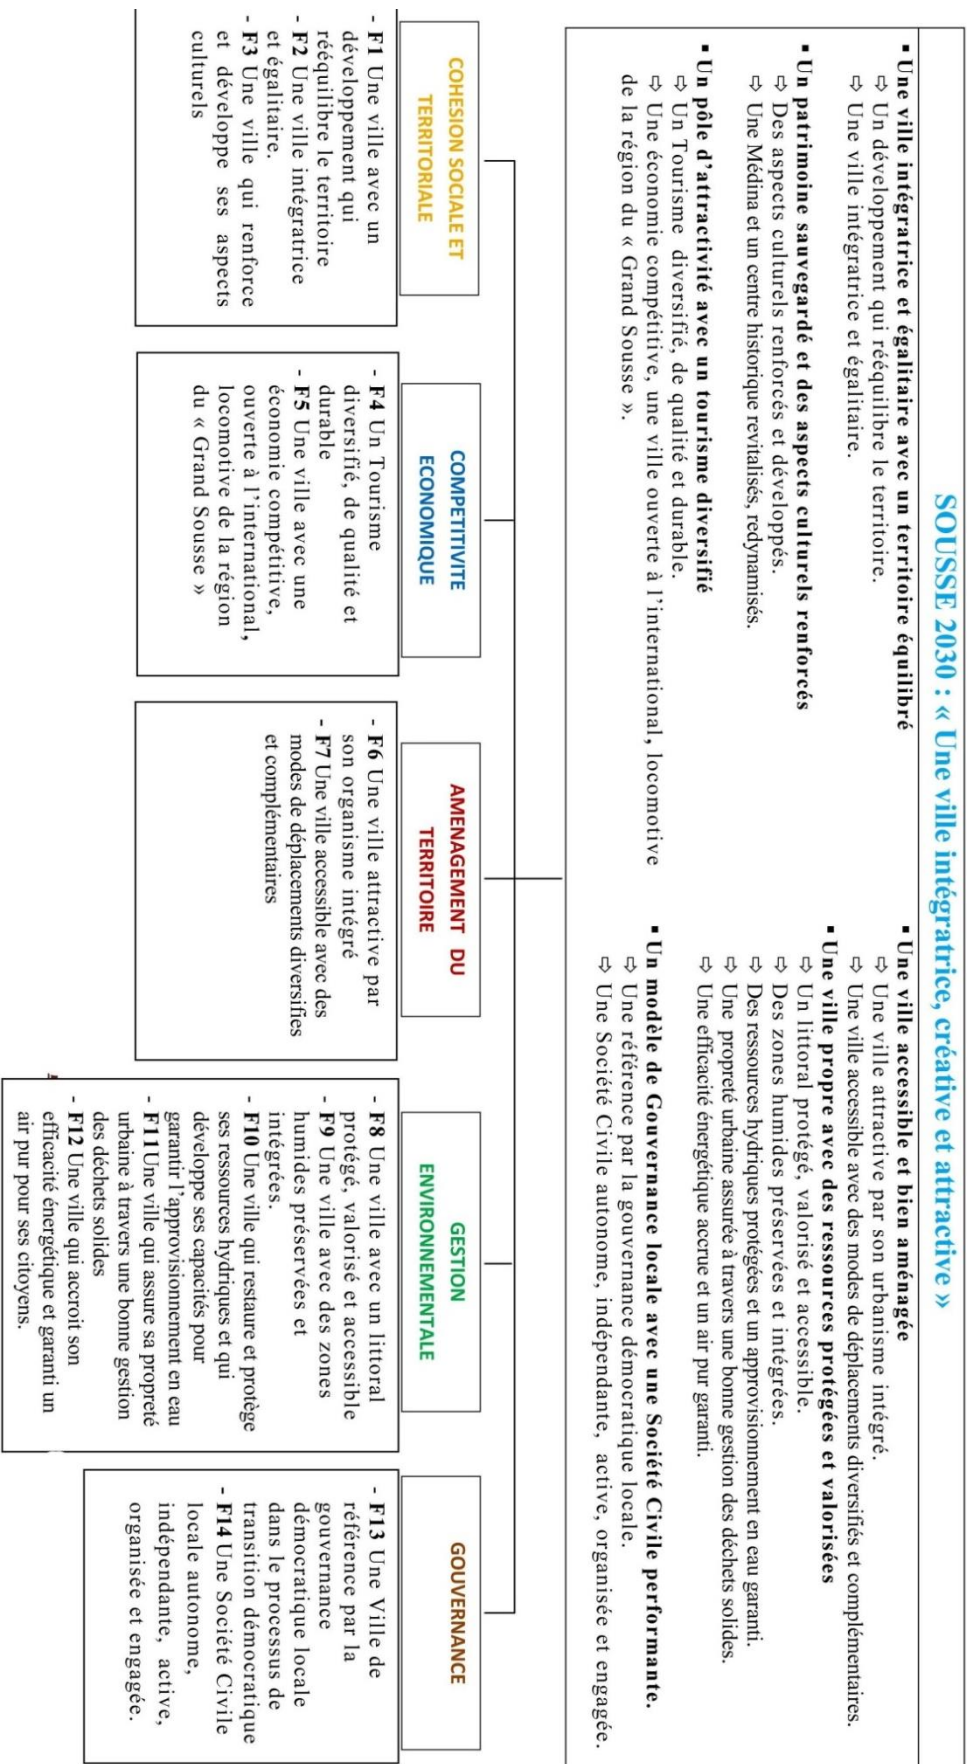 SOUSSE 2030 : « Une ville intégratrice, créative et attractive »
▪ Une ville intégratrice et égalitaire avec un territoire équilibré
⇨ Un développement qui rééquilibre le territoire.
⇨ Une ville intégratrice et égalitaire.
▪ Un patrimoine sauvegardé et des aspects culturels renforcés
⇨ Des aspects culturels renforcés et développés.
⇨ Une Médina et un centre historique revitalisés, redynamisés.
▪ Un pôle d'attractivité avec un tourisme diversifié
⇨ Un Tourisme diversifié, de qualité et durable.
⇨ Une économie compétitive, une ville ouverte à l'international, locomotive
de la région du « Grand Sousse ».
▪ Une ville accessible et bien aménagée
⇨ Une ville attractive par son urbanisme intégré.
⇨ Une ville accessible avec des modes de déplacements diversifiés et complémentaires.
▪ Une ville propre avec des ressources protégées et valorisées
⇨ Un littoral protégé, valorisé et accessible.
⇨ Des zones humides préservées et intégrées.
⇨ Des ressources hydriques protégées et un approvisionnement en eau garanti.
⇨ Une propreté urbaine assurée à travers une bonne gestion des déchets solides.
⇨ Une efficacité énergétique accrue et un air pur garanti.
▪ Un modèle de Gouvernance locale avec une Société Civile performante.
⇨ Une référence par la gouvernance démocratique locale.
⇨ Une Société Civile autonome, indépendante, active, organisée et engagée.
COHESION SOCIALE ET
TERRITORIALE
- F1 Une ville avec un
développement qui
rééquilibre le territoire
- F2 Une ville intégratrice
et égalitaire.
- F3 Une ville qui renforce
et développe ses aspects
culturels
COMPETITIVITE
ECONOMIQUE
- F4 Un Tourisme
diversifié, de qualité et
durable
- F5 Une ville avec une
économie compétitive,
ouverte à l'international,
locomotive de la région
du « Grand Sousse »
AMENAGEMENT DU
TERRITOIRE
- F6 Une ville attractive par
son organisme intégré
- F7 Une ville accessible avec des
modes de déplacements diversifies
et complémentaires
GESTION
ENVIRONNEMENTALE
- F8 Une ville avec un littoral
protégé, valorisé et accessible
- F9 Une ville avec des zones
humides préservées et
intégrées.
- F10 Une ville qui restaure et protège
ses ressources hydriques et qui
développe ses capacités pour
garantir l'approvisionnement en eau
- F11 Une ville qui assure sa propreté
urbaine à travers une bonne gestion
des déchets solides
- F12 Une ville qui accroit son
efficacité énergétique et garanti un
air pur pour ses citoyens.
GOUVERNANCE
- F13 Une Ville de
référence par la
gouvernance
démocratique locale
dans le processus de
transition démocratique
- F14 Une Société Civile
locale autonome,
indépendante, active,
organisée et engagée.